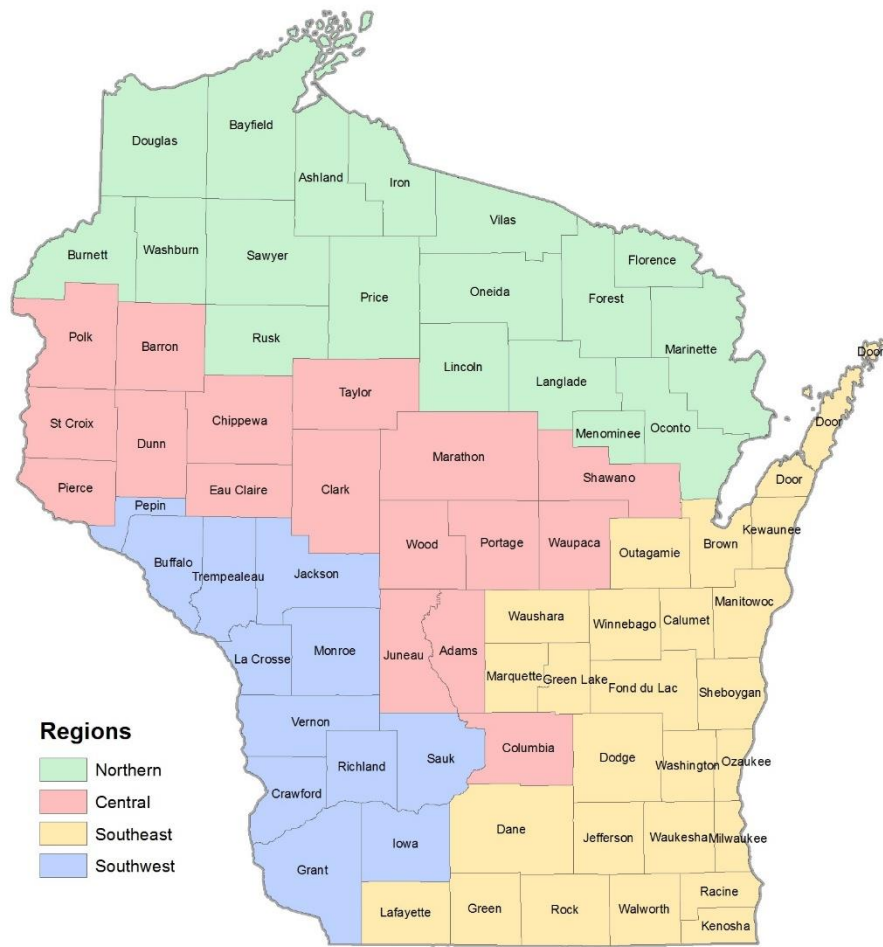 Douglas
Bayfield
Ashland
Iron
Vilas
Burnett
Washburn
Sawyer
Price
Oneida
Forest
Florence
Marinette
Polk
Barron
Rusk
Lincoln
Langlade
Menominee
Oconto
Door
Door
Door
Taylor
Chippewa
St Croix
Dunn
Marathon
Shawano
Pierce
Eau Claire
Clark
Pepin
Wood
Portage
Waupaca
Outagamie
Brown
Kewaunee
Buffalo
Trempealeau
Jackson
Waushara
Winnebago
Calumet
Manitowoc
La Crosse
Monroe
Juneau
Adams
Marquette
Green Lake
Fond du Lac
Sheboygan
Vernon
Richland
Sauk
Columbia
Dodge
Washington
Ozaukee
Crawford
Iowa
Dane
Jefferson
Waukesha
Milwaukee
Grant
Lafayette
Green
Rock
Walworth
Racine
Kenosha
Regions
Northern
Central
Southeast
Southwest